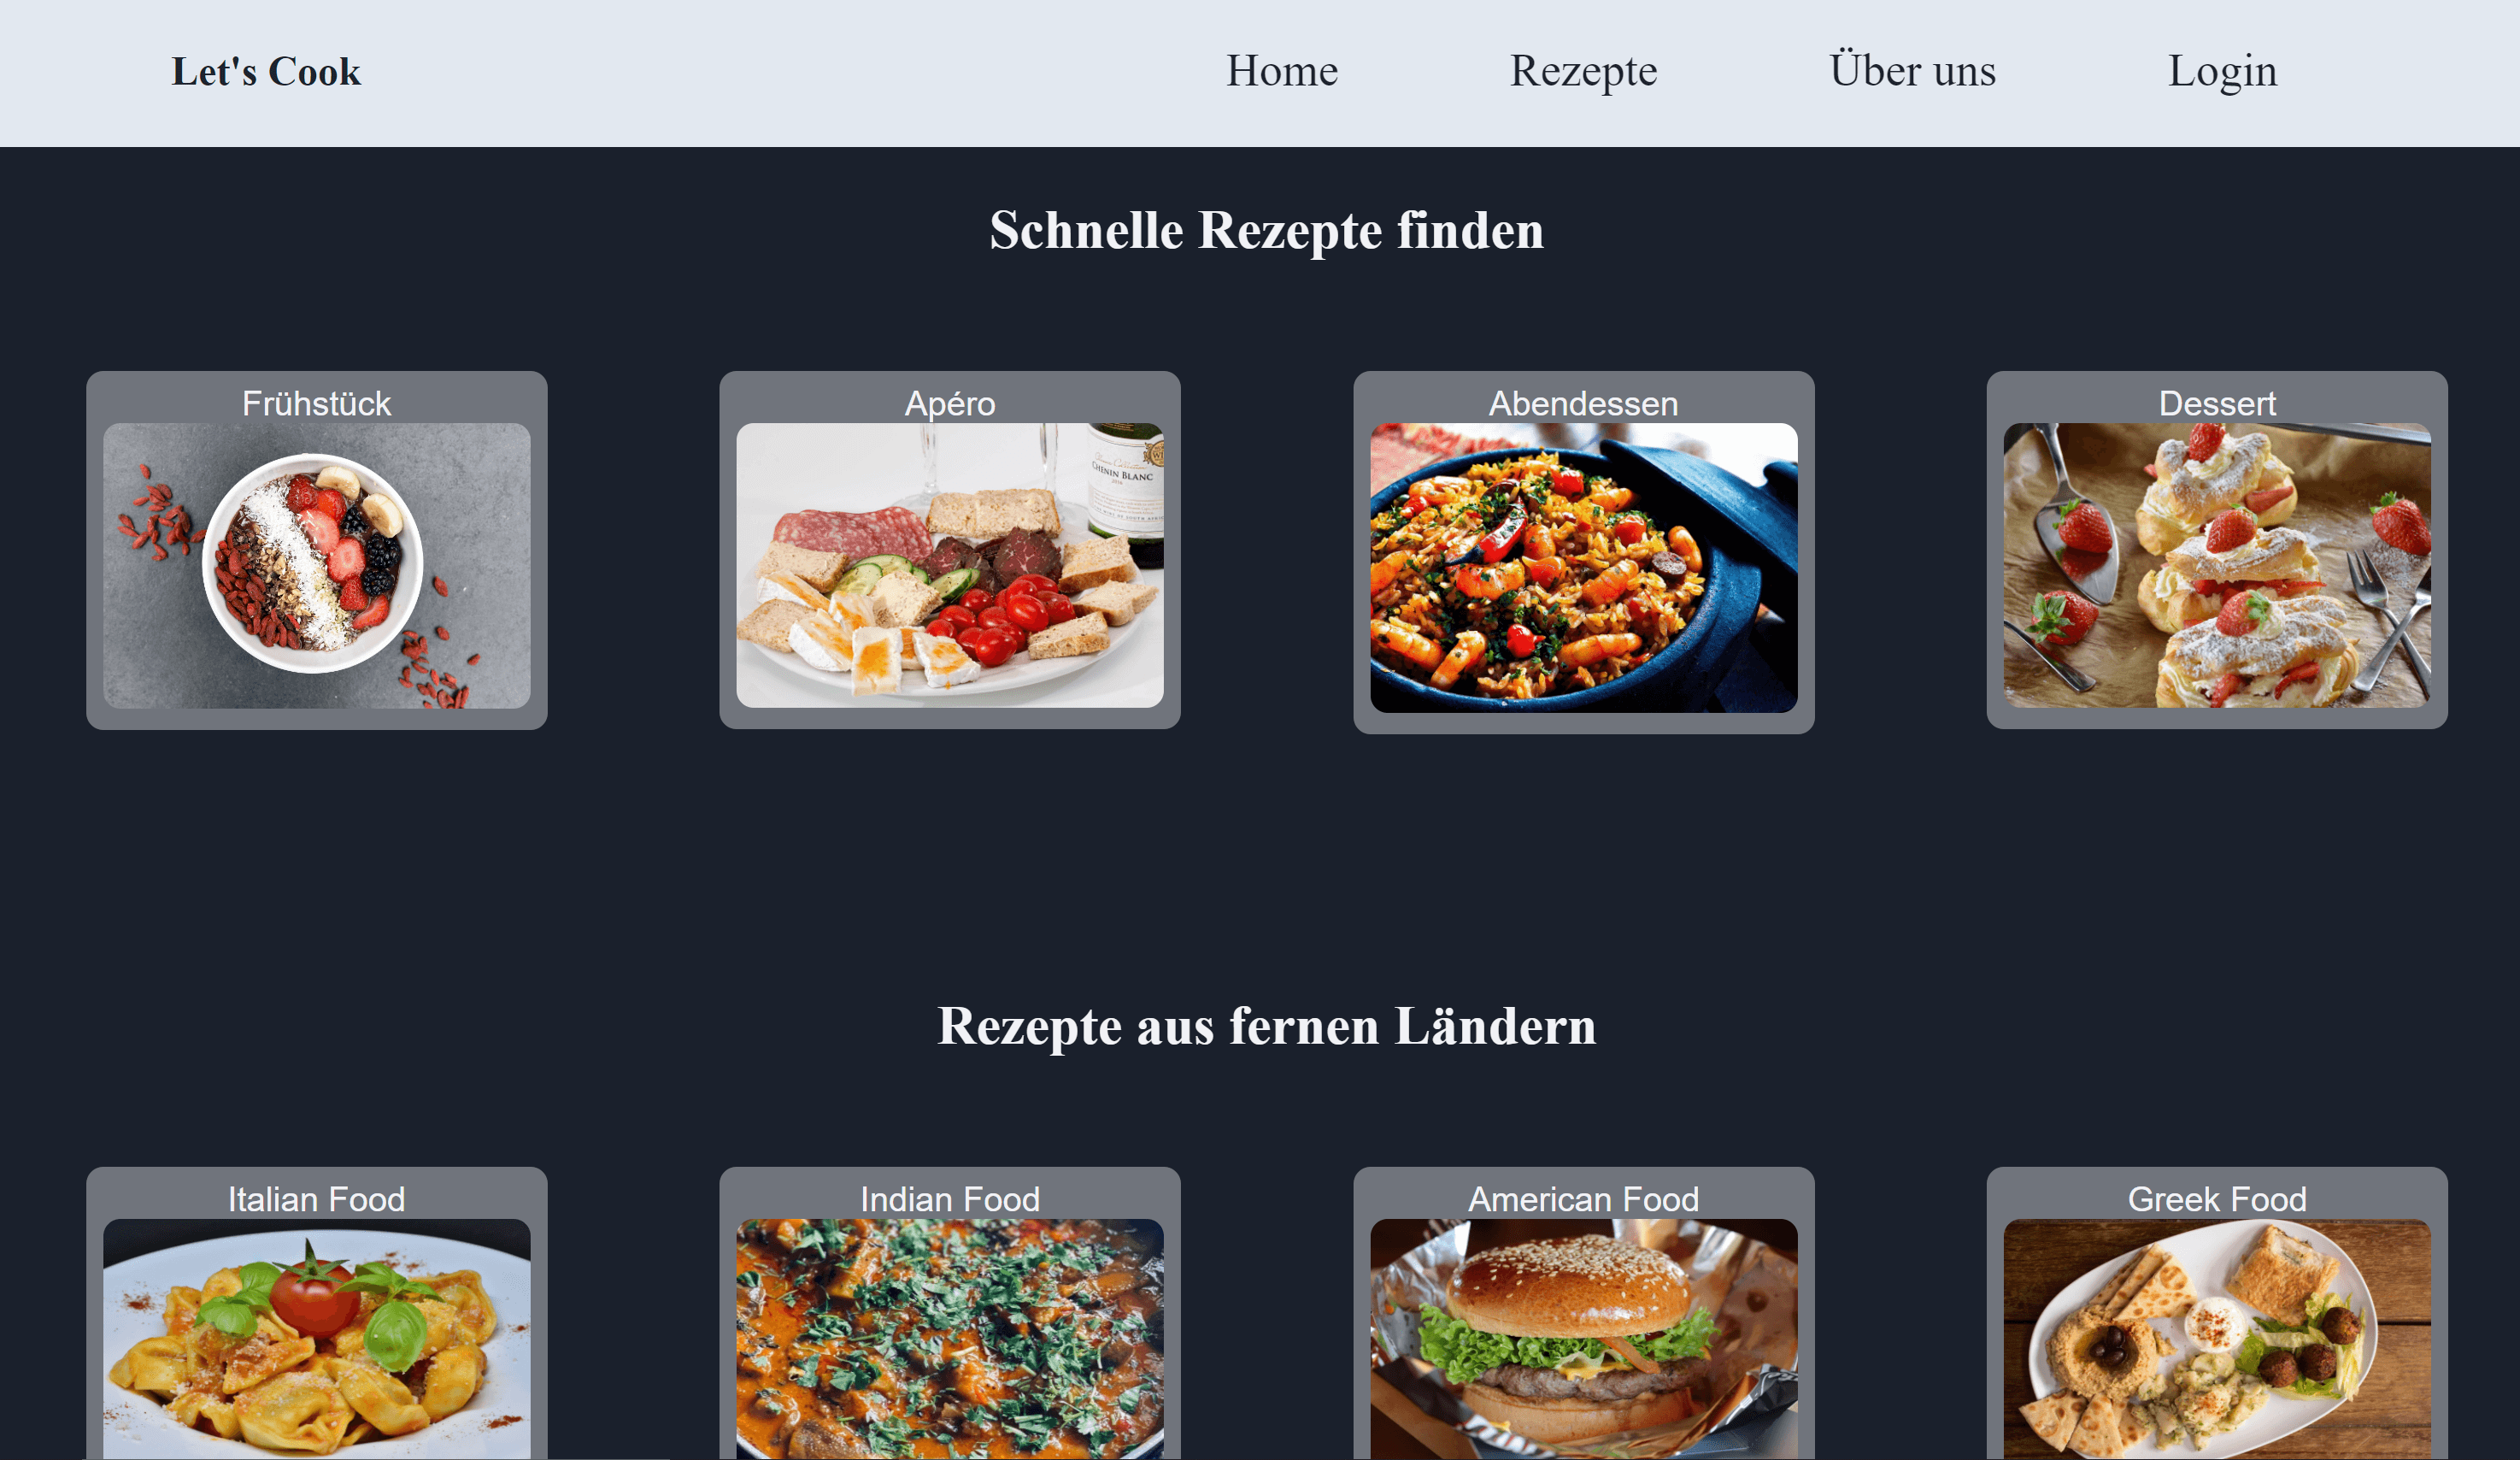 Let's Cook
Home
Rezepte
Über uns
Login
Schnelle Rezepte finden
Frühstück
Apéro
Abendessen
Dessert
CHENIN BLANC
Rezepte aus fernen Ländern
Italian Food
Indian Food
American Food
Greek Food